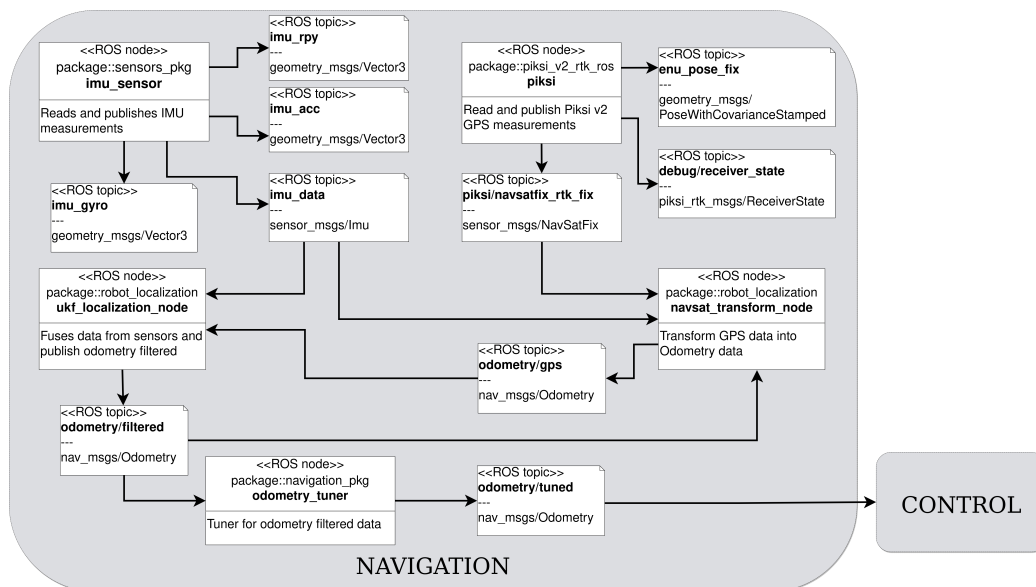 <<ROS node>>
package::sensors_pkg
imu_sensor
Reads and publishes IMU
measurements
<<ROS topic>>
imu_rpy
---
geometry_msgs/Vector3
<<ROS topic>>
imu_acc
---
geometry_msgs/Vector3
<<ROS topic>>
imu_gyro
---
geometry_msgs/Vector3
<<ROS topic>>
imu_data
---
sensor_msgs/Imu
<<ROS node>>
package::piksi_v2_rtk_ros
piksi
Read and publish Piksi v2
GPS measurements
<<ROS topic>>
enu_pose_fix
---
geometry_msgs/
PoseWithCovarianceStamped
<<ROS topic>>
debug/receiver_state
---
piksi_rtk_msgs/ReceiverState
<<ROS topic>>
piksi/navsatfix_rtk_fix
---
sensor_msgs/NavSatFix
<<ROS node>>
package::robot_localization
ukf_localization_node
Fuses data from sensors and
publish odometry filtered
<<ROS node>>
package::robot_localization
navsat_transform_node
Transform GPS data into
Odometry data
<<ROS topic>>
odometry/gps
---
nav_msgs/Odometry
<<ROS topic>>
odometry/filtered
---
nav_msgs/Odometry
<<ROS node>>
package::navigation_pkg
odometry_tuner
Tuner for odometry filtered data
<<ROS topic>>
odometry/tuned
---
nav_msgs/Odometry
CONTROL
NAVIGATION